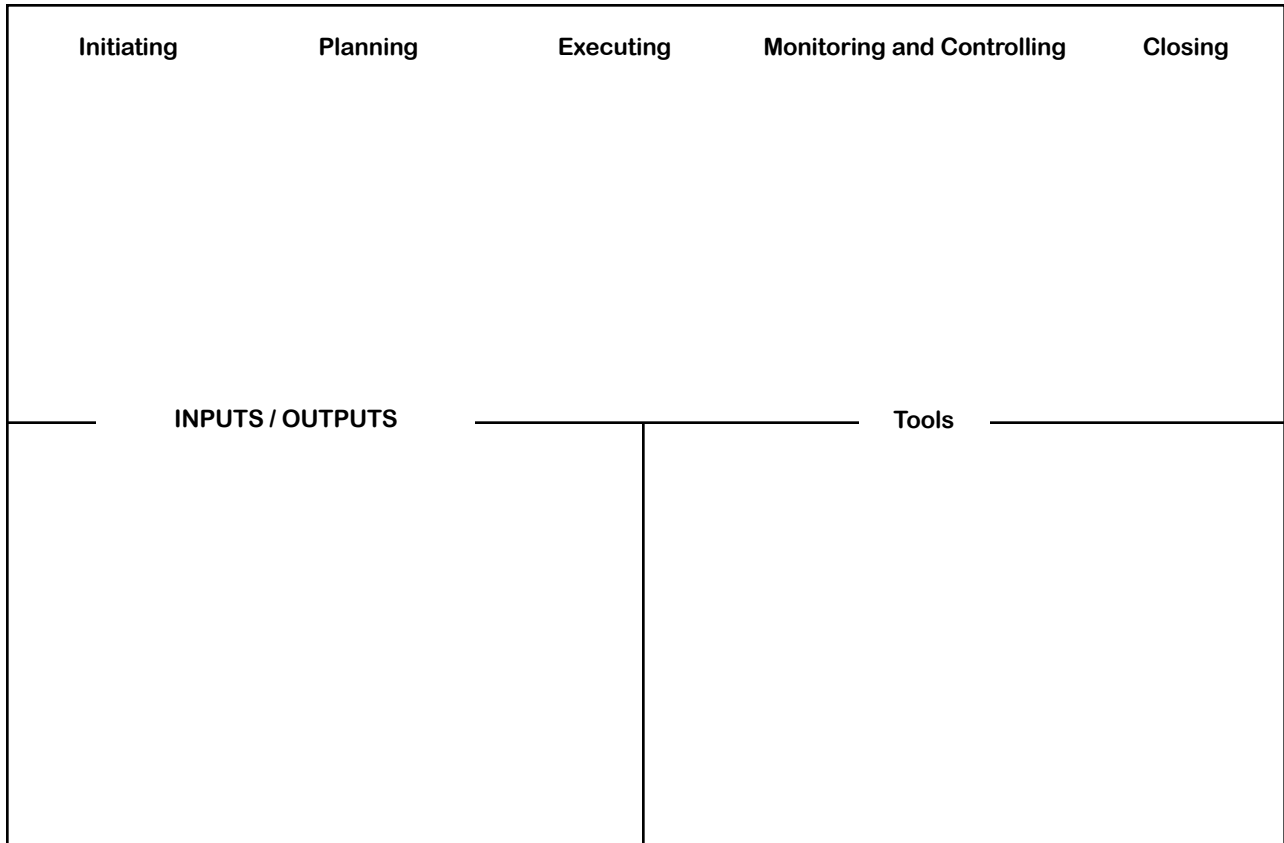 Initiating Planning Executing Monitoring and Controlling Closing
INPUTS / OUTPUTS Tools